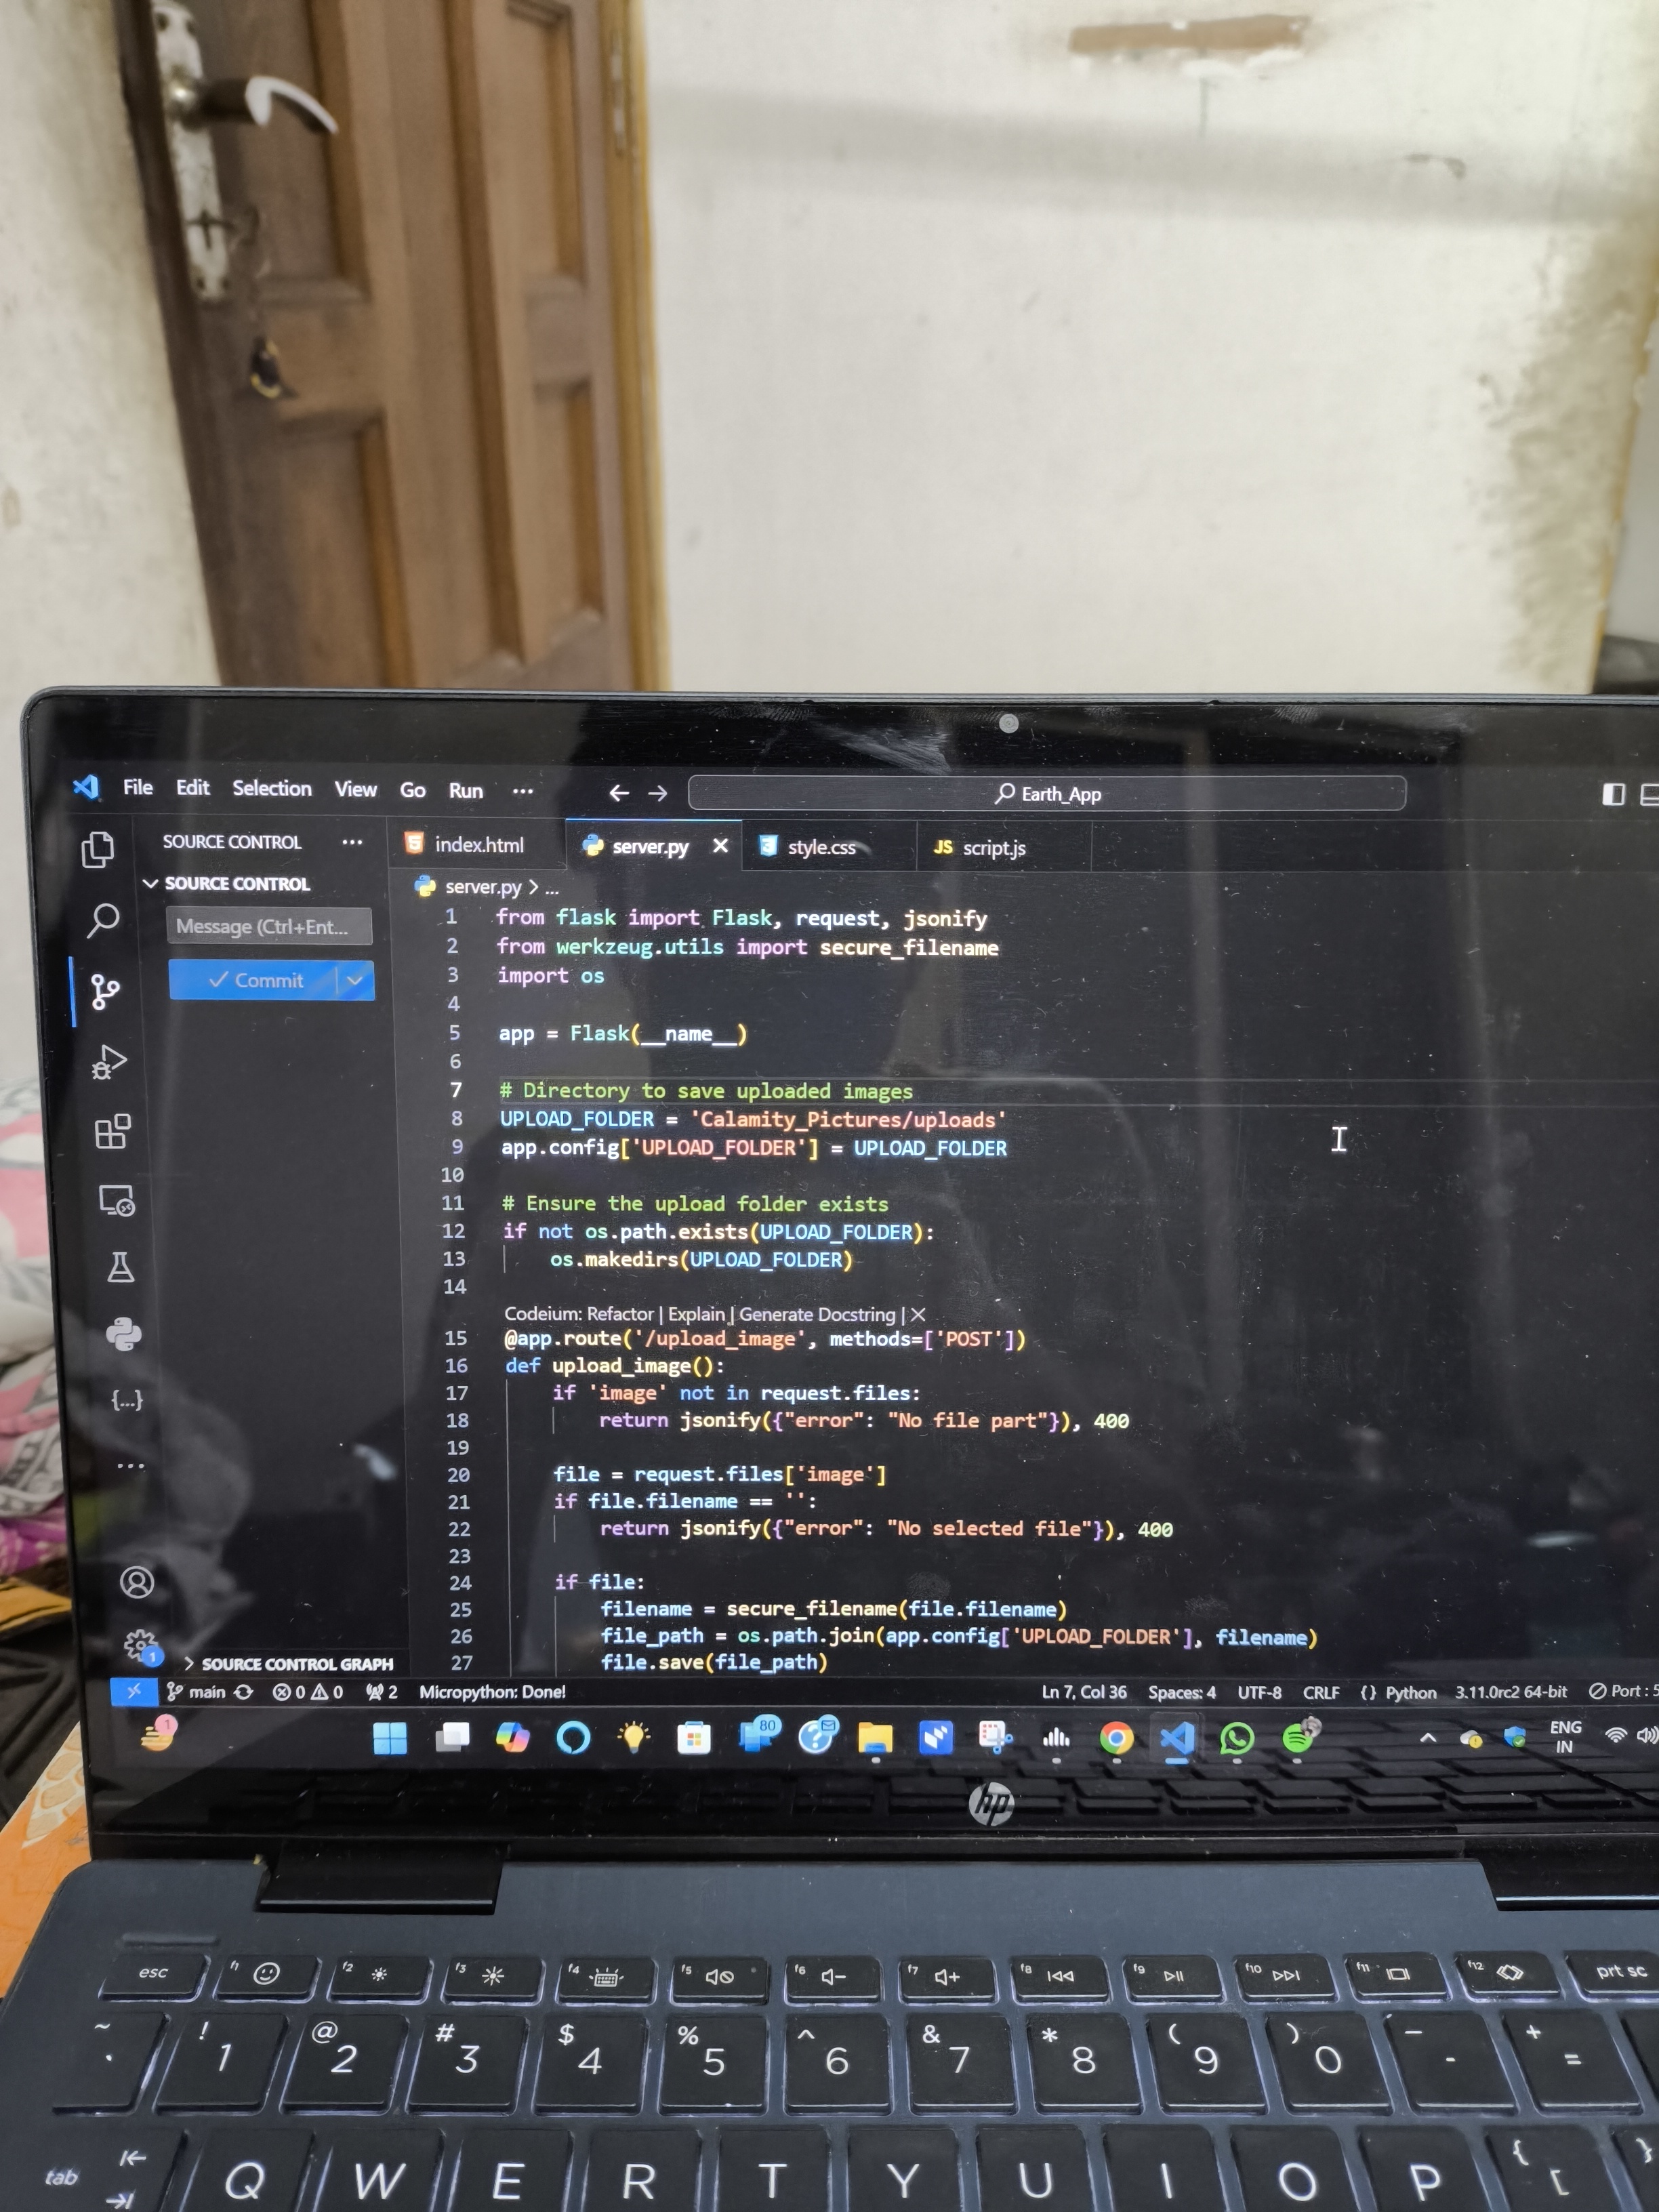 File Edit Selection View Go Run ···
Earth_App
SOURCE CONTROL ···
SOURCE CONTROL
Message (Ctrl+Ent...
Commit
index.html
server.py
style.css
JS script.js
server.py > ...
1 from flask import Flask, request, jsonify
2 from werkzeug.utils import secure_filename
3 import os
4
5 app = Flask(__name__)
6
7 # Directory to save uploaded images
8 UPLOAD_FOLDER = 'Calamity_Pictures/uploads'
9 app.config['UPLOAD_FOLDER'] = UPLOAD_FOLDER
10
11 # Ensure the upload folder exists
12 if not os.path.exists(UPLOAD_FOLDER):
13     os.makedirs(UPLOAD_FOLDER)
14
Codeium: Refactor | Explain | Generate Docstring | ×
15 @app.route('/upload_image', methods=['POST'])
16 def upload_image():
17     if 'image' not in request.files:
18         return jsonify({"error": "No file part"}), 400
19
20     file = request.files['image']
21     if file.filename == '':
22         return jsonify({"error": "No selected file"}), 400
23
24     if file:
25         filename = secure_filename(file.filename)
26         file_path = os.path.join(app.config['UPLOAD_FOLDER'], filename)
27         file.save(file_path)
{...}
1
> SOURCE CONTROL GRAPH
main 0 0 2 Micropython: Done! Ln 7, Col 36 Spaces: 4 UTF-8 CRLF {} Python 3.11.0rc2 64-bit Port : 5
1 80 ENG
IN
hp
esc f1 f2 f3 f4 f5 f6 f7 f8 f9 f10 f11 f12 prt sc
~ ! @ # $ % ^ & * ( ) _ +
1 2 3 4 5 6 7 8 9 0 - =
tab Q W E R T Y U I O P { [ }